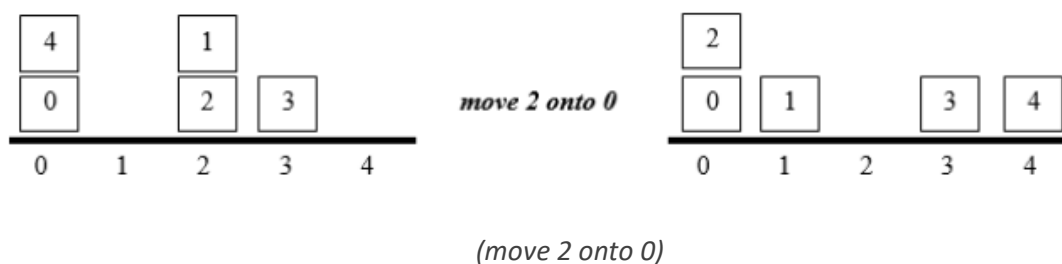 4 1 2
0 2 3 move 2 onto 0 0 1 3 4
0 1 2 3 4 0 1 2 3 4
(move 2 onto 0)